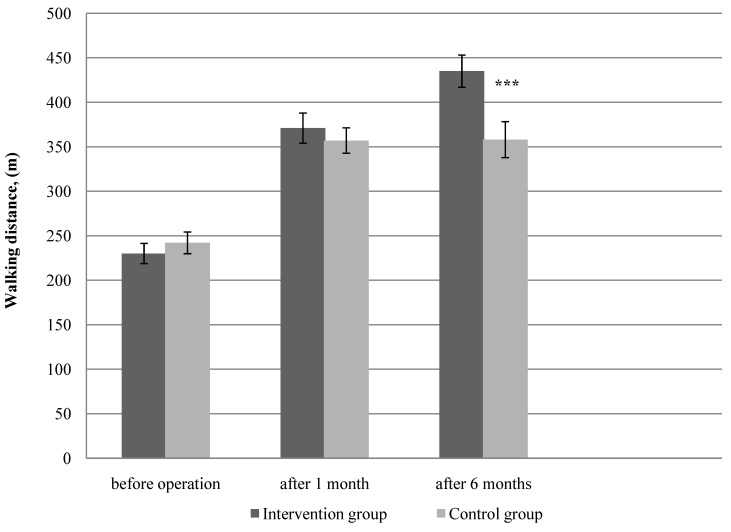 500
450
400
350
300
250
200
150
100
50
0
Walking distance, (m)
***
before operation
after 1 month
after 6 months
Intervention group
Control group